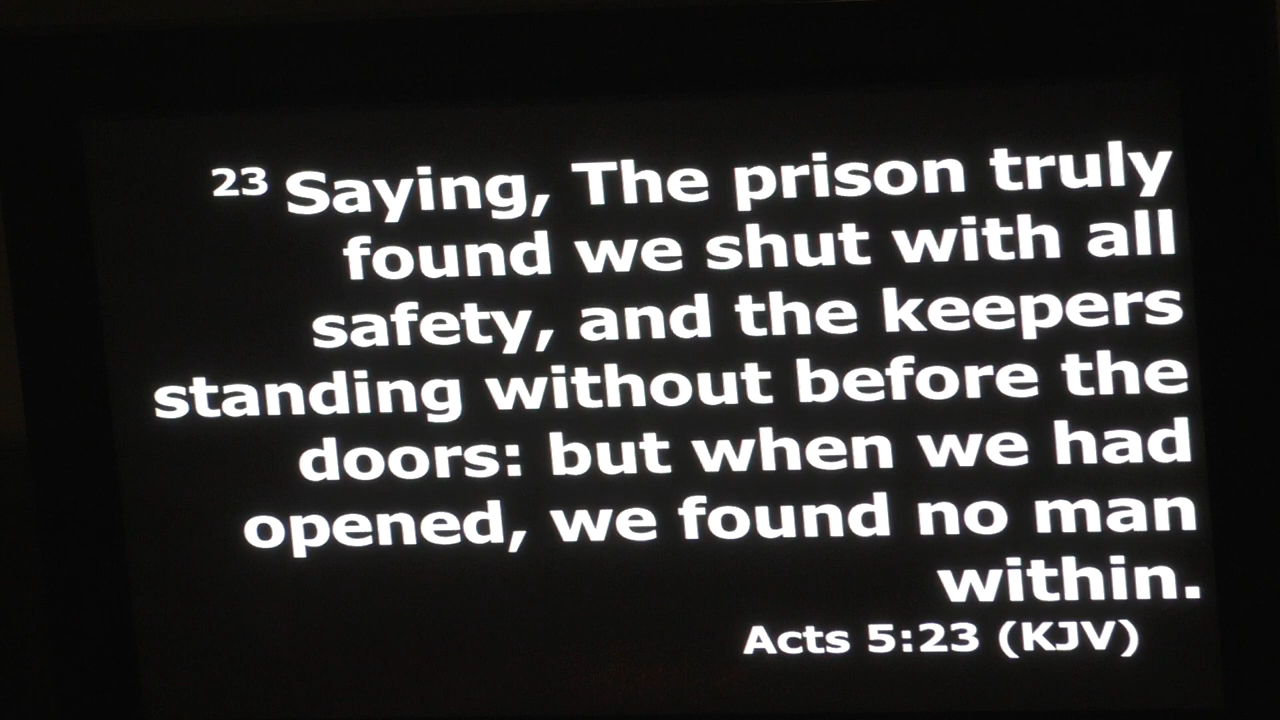 23 Saying, The prison truly
found we shut with all
safety, and the keepers
standing without before the
doors: but when we had
opened, we found no man
within.
Acts 5:23 (KJV)